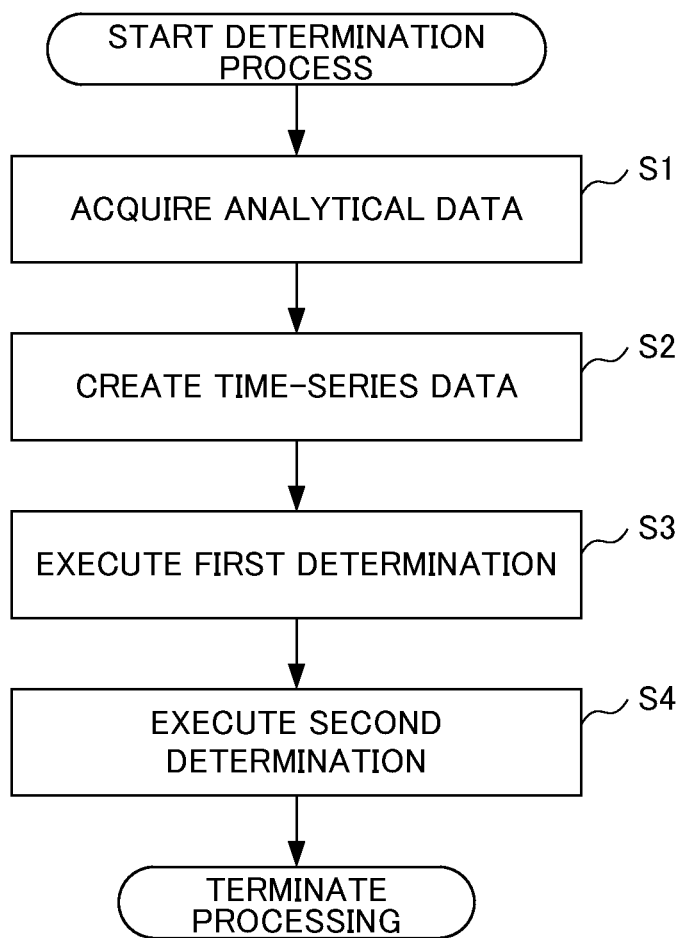 START DETERMINATION
PROCESS
S1
ACQUIRE ANALYTICAL DATA
S2
CREATE TIME-SERIES DATA
S3
EXECUTE FIRST DETERMINATION
S4
EXECUTE SECOND
DETERMINATION
TERMINATE
PROCESSING